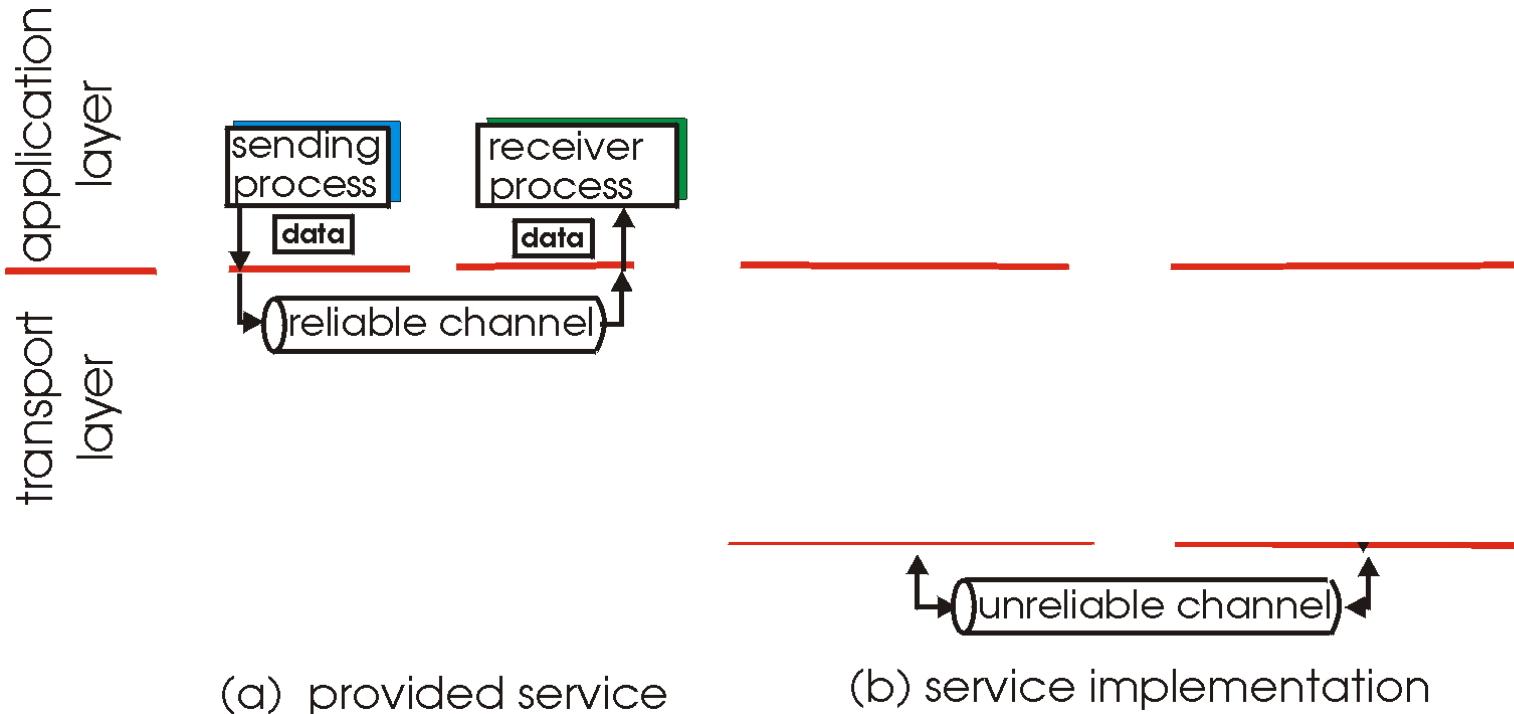 application
layer
transport
layer
sending
process
receiver
process
data
data
reliable channel
unreliable channel
(a) provided service
(b) service implementation